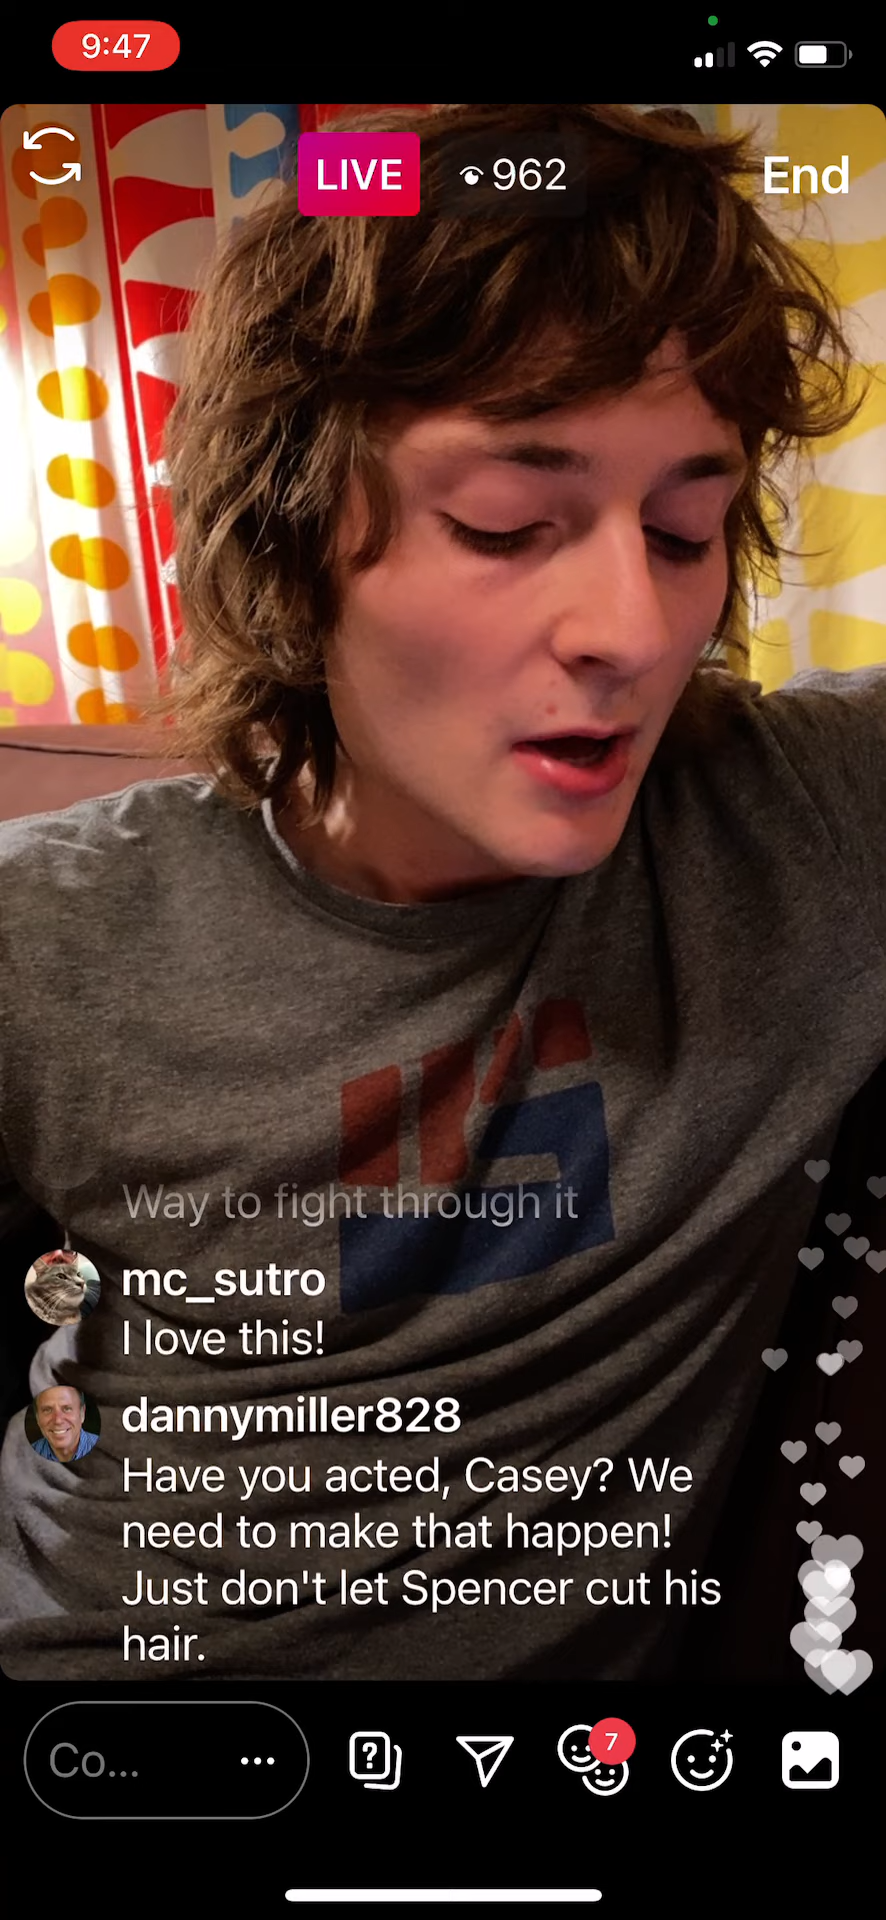 9:47
LIVE
962
End
Way to fight through it
mc_sutro
I love this!
dannymiller828
Have you acted, Casey? We
need to make that happen!
Just don't let Spencer cut his
hair.
Co...
7